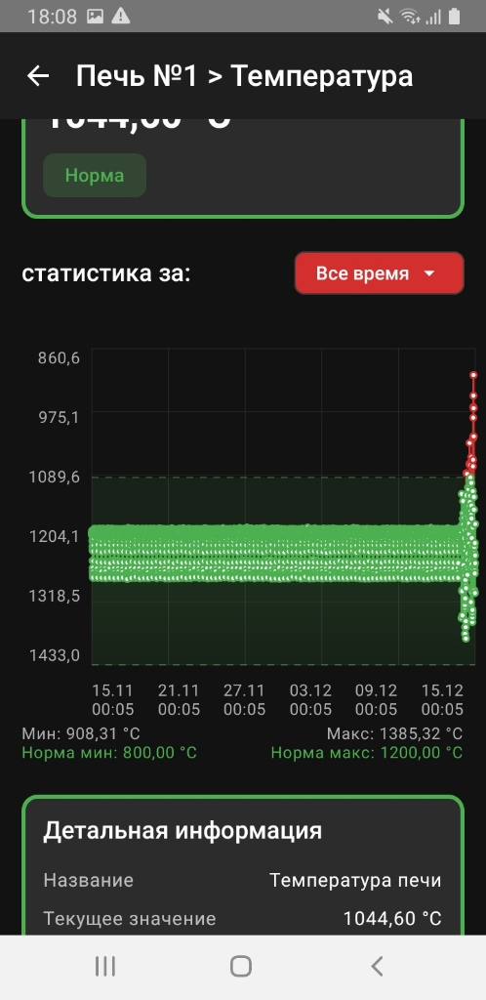 18:08
Печь №1 > Температура
1044,60 °C
Норма
статистика за:
Все время
860,6
975,1
1089,6
1204,1
1318,5
1433,0
15.11 21.11 27.11 03.12 09.12 15.12
00:05 00:05 00:05 00:05 00:05 00:05
Мин: 908,31 °C Макс: 1385,32 °C
Норма мин: 800,00 °C Норма макс: 1200,00 °C
Детальная информация
Название Температура печи
Текущее значение 1044,60 °C